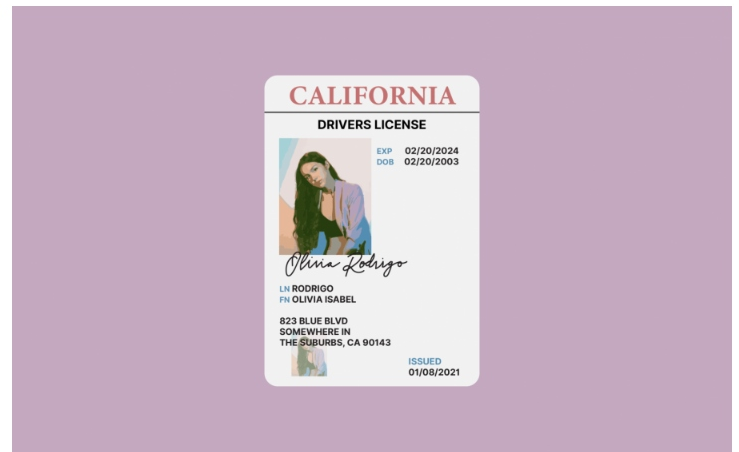 CALIFORNIA
DRIVERS LICENSE
EXP 02/20/2024
DOB 02/20/2003
Olivia Rodrigo
LN RODRIGO
FN OLIVIA ISABEL
823 BLUE BLVD
SOMEWHERE IN
THE SUBURBS, CA 90143
ISSUED
01/08/2021